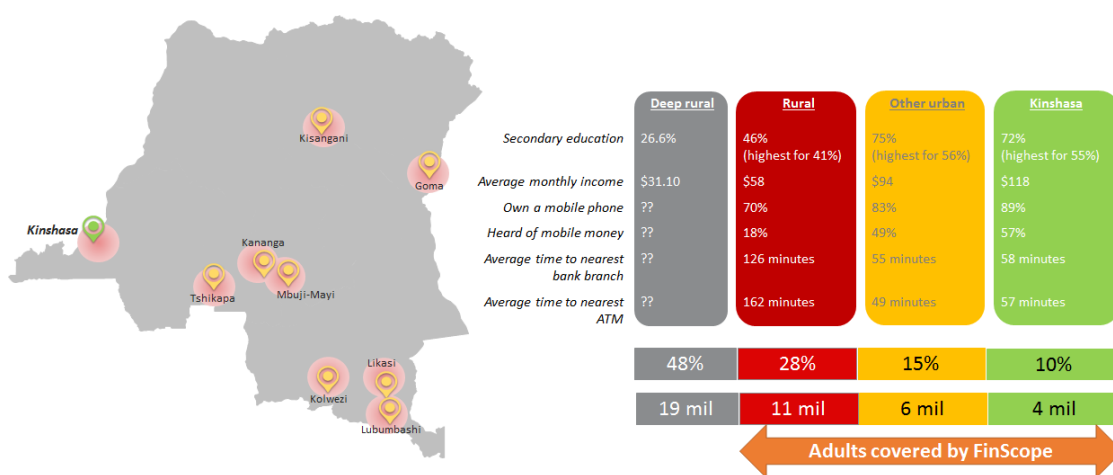 Kisangani
Goma
Kinshasa
Kananga
Mbuji-Mayi
Tshikapa
Likasi
Kolwezi
Lubumbashi
Deep rural Rural Other urban Kinshasa
Secondary education 26.6% 46% 75% 72%
(highest for 41%) (highest for 56%) (highest for 55%)
Average monthly income $31.10 $58 $94 $118
Own a mobile phone ?? 70% 83% 89%
Heard of mobile money ?? 18% 49% 57%
Average time to nearest ?? 126 minutes 55 minutes 58 minutes
bank branch
Average time to nearest ?? 162 minutes 49 minutes 57 minutes
ATM
48% 28% 15% 10%
19 mil 11 mil 6 mil 4 mil
Adults covered by FinScope